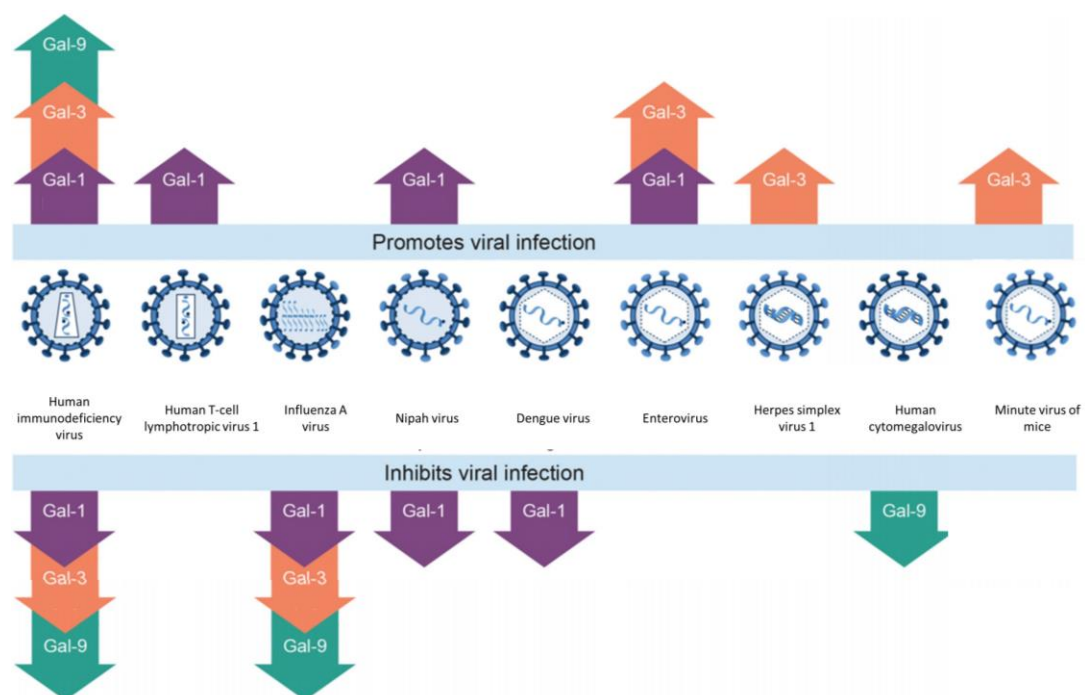 Gal-9
Gal-3
Gal-3
Gal-1
Gal-1
Gal-1
Gal-1
Gal-3
Gal-3
Promotes viral infection
Human
immunodeficiency
virus
Human T-cell
lymphotropic virus 1
Influenza A
virus
Nipah virus
Dengue virus
Enterovirus
Herpes simplex
virus 1
Human
cytomegalovirus
Minute virus of
mice
Inhibits viral infection
Gal-1
Gal-1
Gal-1
Gal-1
Gal-9
Gal-3
Gal-3
Gal-9
Gal-9